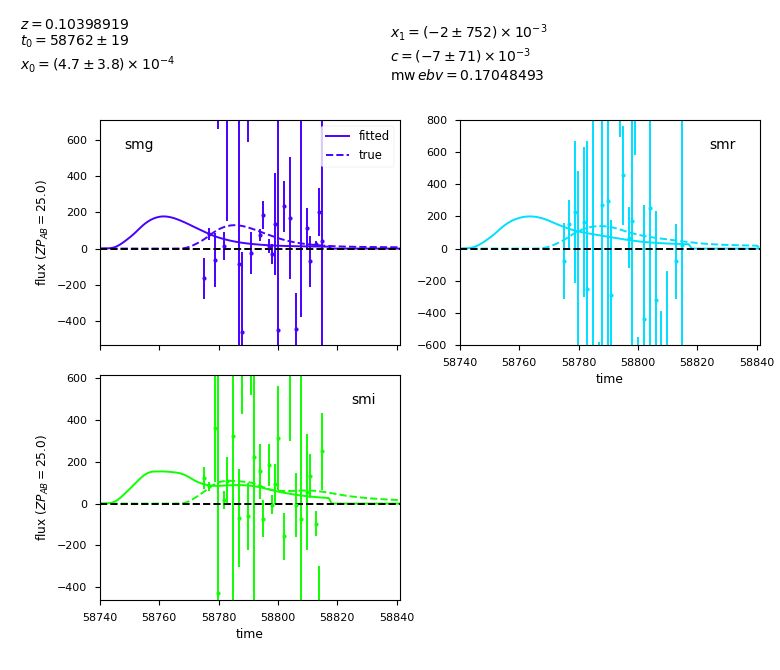 z = 0.10398919
t₀ = 58762 ± 19
x₀ = (4.7 ± 3.8) × 10⁻⁴
x₁ = (−2 ± 752) × 10⁻³
c = (−7 ± 71) × 10⁻³
mw ebv = 0.17048493
smg
fitted
true
600
400
200
0
−200
−400
flux (ZP_AB = 25.0)
smr
800
600
400
200
0
−200
−400
−600
58740 58760 58780 58800 58820 58840
time
smi
600
400
200
0
−200
−400
flux (ZP_AB = 25.0)
58740 58760 58780 58800 58820 58840
time